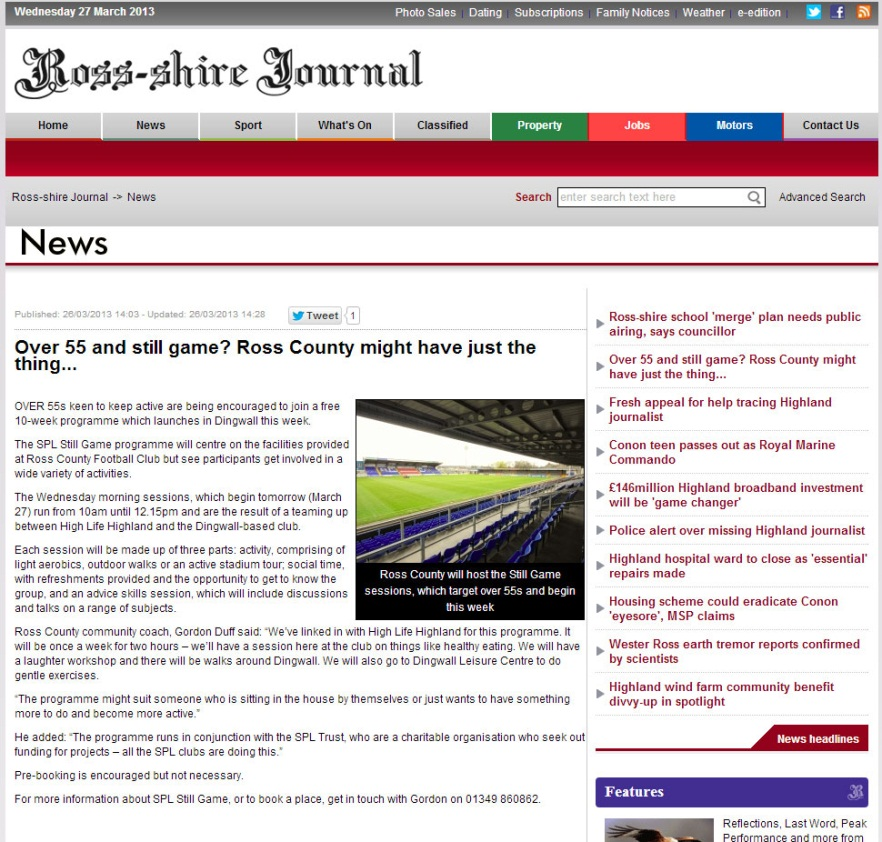 Wednesday 27 March 2013
Photo Sales | Dating | Subscriptions | Family Notices | Weather | e-edition |
Ross-shire Journal
Home News Sport What's On Classified Property Jobs Motors Contact Us
Ross-shire Journal -> News
Search enter search text here Advanced Search
News
Published: 26/03/2013 14:03 - Updated: 26/03/2013 14:28
Tweet 1
Over 55 and still game? Ross County might have just the
thing...
OVER 55s keen to keep active are being encouraged to join a free
10-week programme which launches in Dingwall this week.
The SPL Still Game programme will centre on the facilities provided
at Ross County Football Club but see participants get involved in a
wide variety of activities.
The Wednesday morning sessions, which begin tomorrow (March
27) run from 10am until 12.15pm and are the result of a teaming up
between High Life Highland and the Dingwall-based club.
Each session will be made up of three parts: activity, comprising of
light aerobics, outdoor walks or an active stadium tour; social time,
with refreshments provided and the opportunity to get to know the
group, and an advice skills session, which will include discussions
and talks on a range of subjects.
Ross County will host the Still Game
sessions, which target over 55s and begin
this week
Ross County community coach, Gordon Duff said: “We’ve linked in with High Life Highland for this programme. It
will be once a week for two hours – we’ll have a session here at the club on things like healthy eating. We will have
a laughter workshop and there will be walks around Dingwall. We will also go to Dingwall Leisure Centre to do
gentle exercises.
“The programme might suit someone who is sitting in the house by themselves or just wants to have something
more to do and become more active.”
He added: “The programme runs in conjunction with the SPL Trust, who are a charitable organisation who seek out
funding for projects – all the SPL clubs are doing this.”
Pre-booking is encouraged but not necessary.
For more information about SPL Still Game, or to book a place, get in touch with Gordon on 01349 860862.
Ross-shire school 'merge' plan needs public
airing, says councillor
Over 55 and still game? Ross County might
have just the thing...
Fresh appeal for help tracing Highland
journalist
Conon teen passes out as Royal Marine
Commando
£146million Highland broadband investment
will be 'game changer'
Police alert over missing Highland journalist
Highland hospital ward to close as 'essential'
repairs made
Housing scheme could eradicate Conon
'eyesore', MSP claims
Wester Ross earth tremor reports confirmed
by scientists
Highland wind farm community benefit
divvy-up in spotlight
News headlines
Features
Reflections, Last Word, Peak
Performance and more from